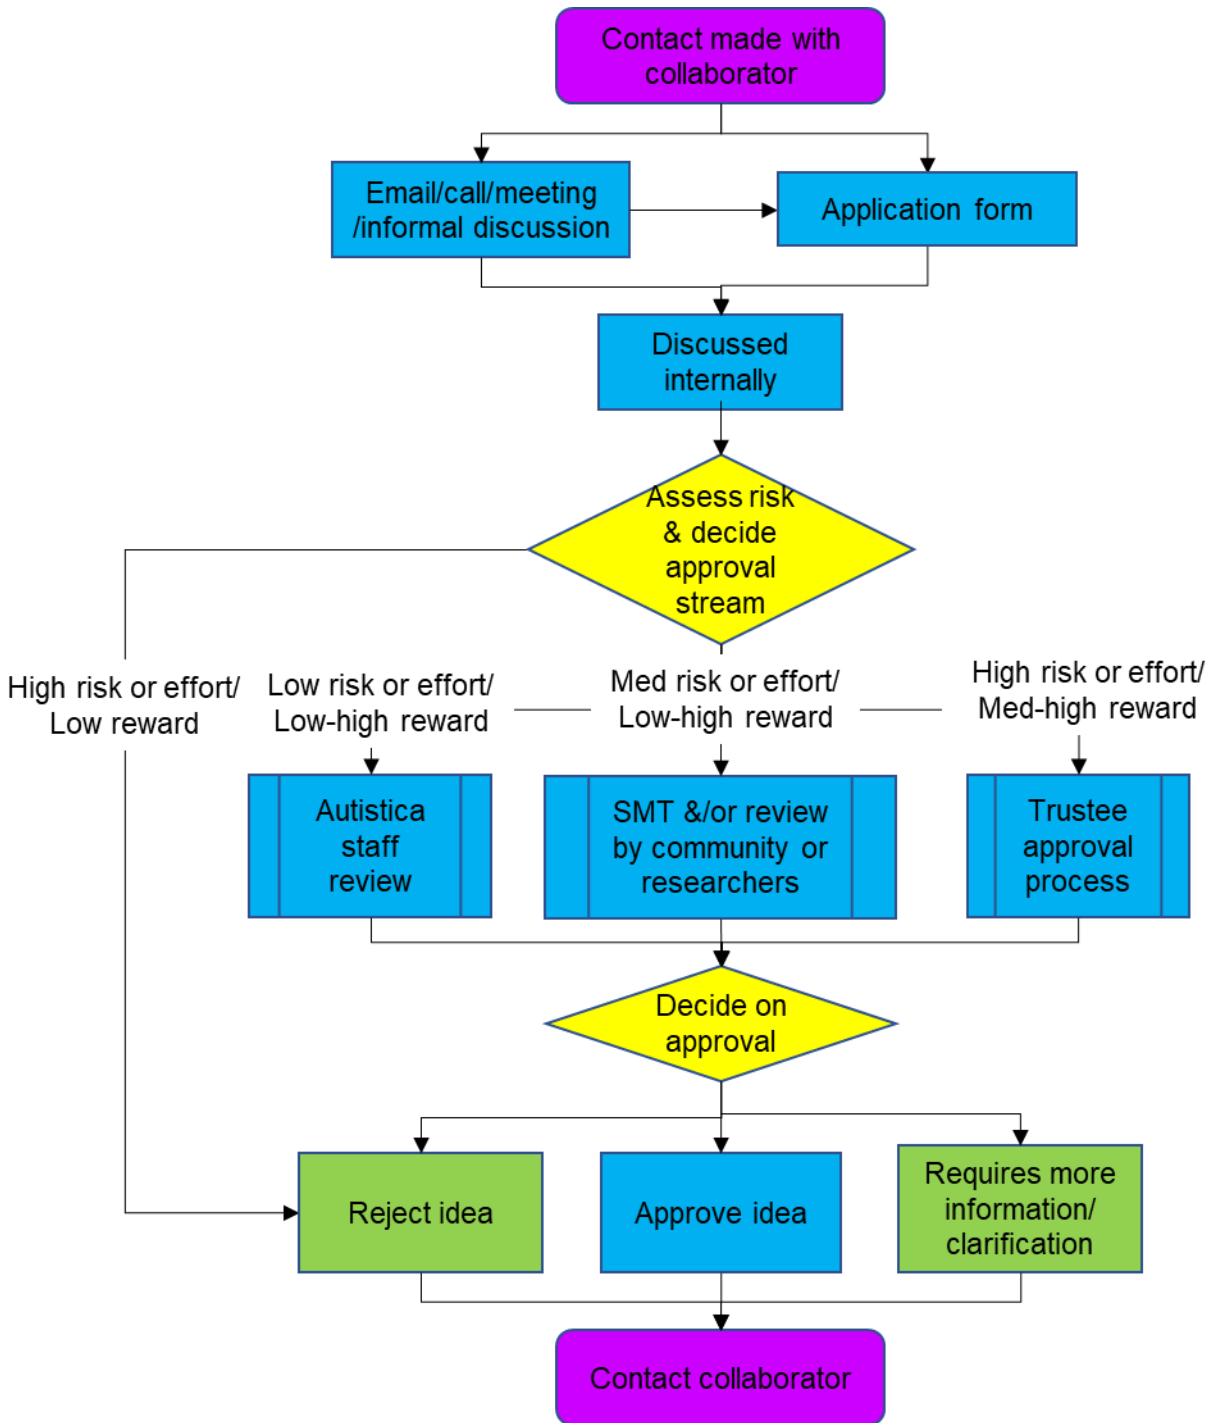 Contact made with
collaborator
Email/call/meeting
/informal discussion
Application form
Discussed
internally
Assess risk
& decide
approval
stream
High risk or effort/
Low reward
Low risk or effort/
Low-high reward
Med risk or effort/
Low-high reward
High risk or effort/
Med-high reward
Autistica
staff
review
SMT &/or review
by community or
researchers
Trustee
approval
process
Decide on
approval
Reject idea
Approve idea
Requires more
information/
clarification
Contact collaborator